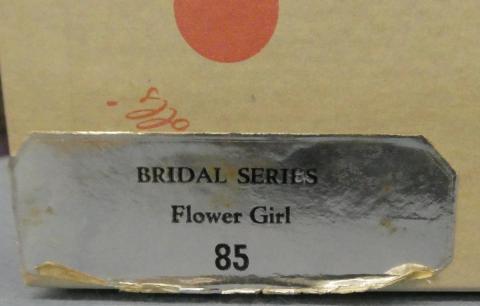 BRIDAL SERIES
Flower Girl
85